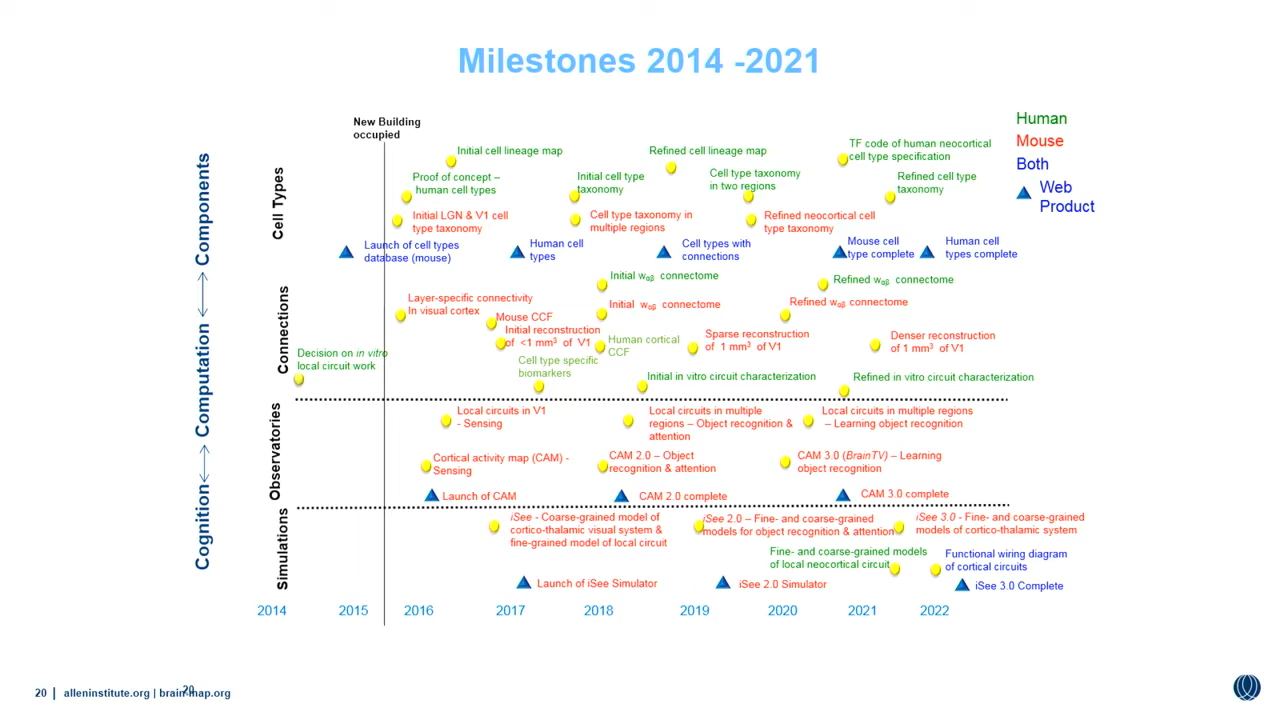 Milestones 2014 -2021
New Building
occupied
Human
Mouse
Both
Web
Product
Cognition
Computation
Components
Cell Types
Initial cell lineage map
Refined cell lineage map
TF code of human neocortical
cell type specification
Proof of concept –
human cell types
Initial cell type
taxonomy
Cell type taxonomy
in two regions
Refined cell type
taxonomy
Initial LGN & V1 cell
type taxonomy
Cell type taxonomy in
multiple regions
Refined neocortical cell
type taxonomy
Launch of cell types
database (mouse)
Human cell
types
Cell types with
connections
Mouse cell
type complete
Human cell
types complete
Connections
Initial wαβ connectome
Refined wαβ connectome
Layer-specific connectivity
In visual cortex
Initial wαβ connectome
Refined wαβ connectome
Mouse CCF
Initial reconstruction
of <1 mm³ of V1
Human cortical
CCF
Sparse reconstruction
of 1 mm³ of V1
Denser reconstruction
of 1 mm³ of V1
Decision on in vitro
local circuit work
Cell type specific
biomarkers
Initial in vitro circuit characterization
Refined in vitro circuit characterization
Observatories
Local circuits in V1
- Sensing
Local circuits in multiple
regions – Object recognition &
attention
Local circuits in multiple regions
– Learning object recognition
Cortical activity map (CAM) -
Sensing
CAM 2.0 – Object
recognition & attention
CAM 3.0 (BrainTV) – Learning
object recognition
Launch of CAM
CAM 2.0 complete
CAM 3.0 complete
Simulations
iSee - Coarse-grained model of
cortico-thalamic visual system &
fine-grained model of local circuit
iSee 2.0 – Fine- and coarse-grained
models for object recognition & attention
iSee 3.0 - Fine- and coarse-grained
models of cortico-thalamic system
Fine- and coarse-grained models
of local neocortical circuit
Functional wiring diagram
of cortical circuits
Launch of iSee Simulator
iSee 2.0 Simulator
iSee 3.0 Complete
2014 2015 2016 2017 2018 2019 2020 2021 2022
20 | alleninstitute.org | brain-map.org
20